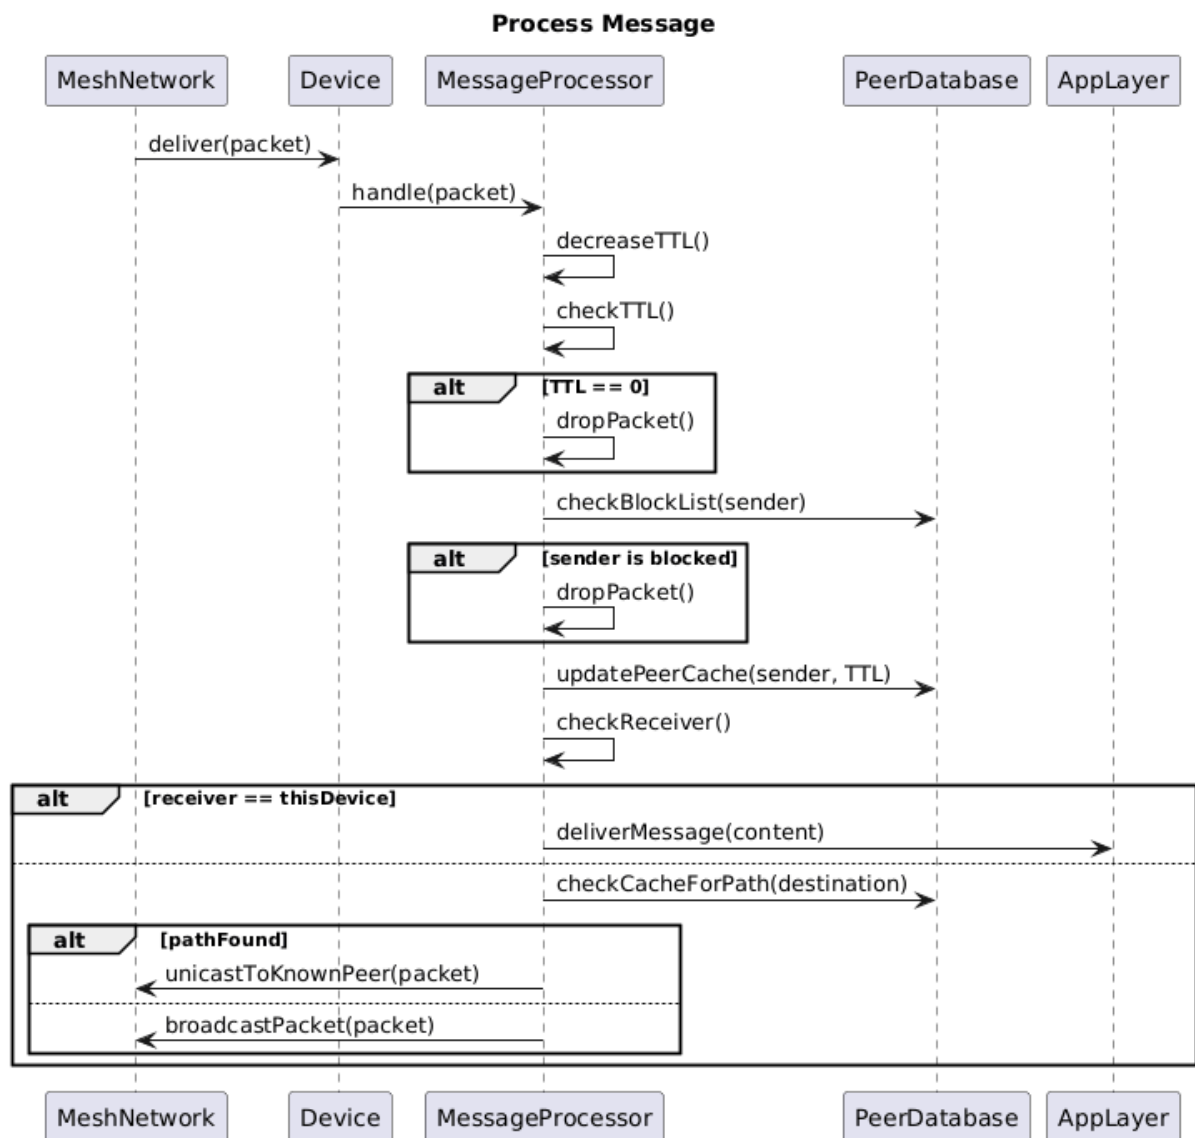 Process Message
MeshNetwork Device MessageProcessor PeerDatabase AppLayer
deliver(packet)
handle(packet)
decreaseTTL()
checkTTL()
alt [TTL == 0]
dropPacket()
checkBlockList(sender)
alt [sender is blocked]
dropPacket()
updatePeerCache(sender, TTL)
checkReceiver()
alt [receiver == thisDevice]
deliverMessage(content)
checkCacheForPath(destination)
alt [pathFound]
unicastToKnownPeer(packet)
broadcastPacket(packet)
MeshNetwork Device MessageProcessor PeerDatabase AppLayer